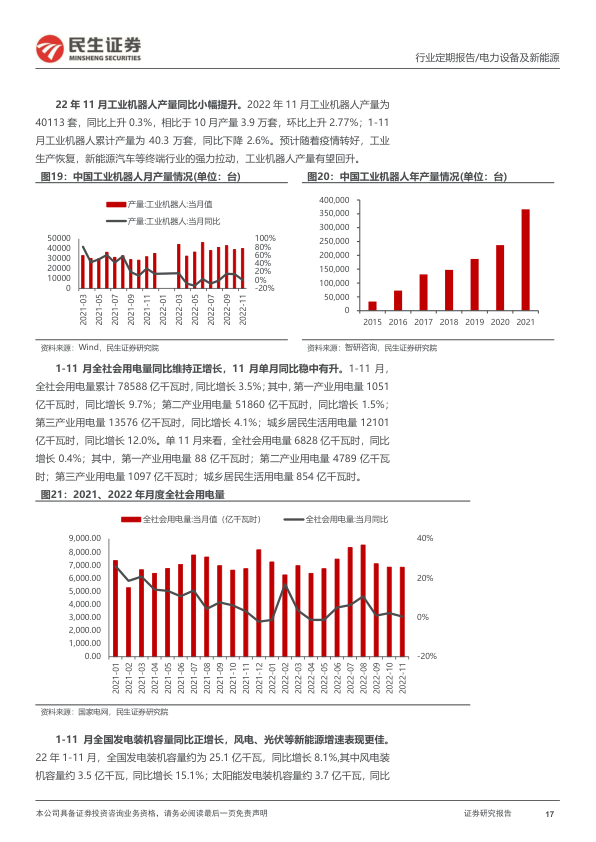 民生证券
MINSHENG SECURITIES
行业定期报告/电力设备及新能源
22 年 11 月工业机器人产量同比小幅提升。2022 年 11 月工业机器人产量为
40113 套，同比上升 0.3%，相比于 10 月产量 3.9 万套，环比上升 2.77%；1-11
月工业机器人累计产量为 40.3 万套，同比下降 2.6%。预计随着疫情转好，工业
生产恢复，新能源汽车等终端行业的强力拉动，工业机器人产量有望回升。
图19：中国工业机器人月产量情况(单位：台)
产量:工业机器人:当月值
产量:工业机器人:当月同比
50000
40000
30000
20000
10000
0
100%
80%
60%
40%
20%
0%
-20%
2021-03
2021-05
2021-07
2021-09
2021-11
2022-01
2022-03
2022-05
2022-07
2022-09
2022-11
资料来源：Wind，民生证券研究院
图20：中国工业机器人年产量情况(单位：台)
400,000
350,000
300,000
250,000
200,000
150,000
100,000
50,000
0
2015 2016 2017 2018 2019 2020 2021
资料来源：智研咨询，民生证券研究院
1-11 月全社会用电量同比维持正增长，11 月单月同比稳中有升。1-11 月，
全社会用电量累计 78588 亿千瓦时，同比增长 3.5%；其中，第一产业用电量 1051
亿千瓦时，同比增长 9.7%；第二产业用电量 51860 亿千瓦时，同比增长 1.5%；
第三产业用电量 13576 亿千瓦时，同比增长 4.1%；城乡居民生活用电量 12101
亿千瓦时，同比增长 12.0%。单 11 月来看，全社会用电量 6828 亿千瓦时，同比
增长 0.4%；其中，第一产业用电量 88 亿千瓦时；第二产业用电量 4789 亿千瓦
时；第三产业用电量 1097 亿千瓦时；城乡居民生活用电量 854 亿千瓦时。
图21：2021、2022 年月度全社会用电量
全社会用电量:当月值（亿千瓦时）
全社会用电量:当月同比
9,000.00
8,000.00
7,000.00
6,000.00
5,000.00
4,000.00
3,000.00
2,000.00
1,000.00
0.00
40%
20%
0%
-20%
2021-01
2021-02
2021-03
2021-04
2021-05
2021-06
2021-07
2021-08
2021-09
2021-10
2021-11
2021-12
2022-01
2022-02
2022-03
2022-04
2022-05
2022-06
2022-07
2022-08
2022-09
2022-10
2022-11
资料来源：国家电网，民生证券研究院
1-11 月全国发电装机容量同比正增长，风电、光伏等新能源增速表现更佳。
22 年 1-11 月，全国发电装机容量约为 25.1 亿千瓦，同比增长 8.1%,其中风电装
机容量约 3.5 亿千瓦，同比增长 15.1%；太阳能发电装机容量约 3.7 亿千瓦，同比
本公司具备证券投资咨询业务资格，请务必阅读最后一页免责声明
证券研究报告
17